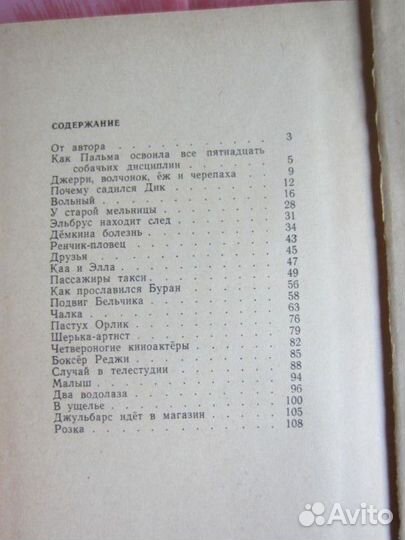 СОДЕРЖАНИЕ
От автора . . . . . . . . . . 3
Как Пальма освоила все пятнадцать
собачьих дисциплин . . . . . . 5
Джерри, волчонок, ёж и черепаха . . . 9
Почему садился Дик . . . . . . . 12
Вольный . . . . . . . . . . 16
У старой мельницы . . . . . . . 28
Эльбрус находит след . . . . . . 31
Дёмкина болезнь . . . . . . . . 34
Ренчик-пловец . . . . . . . . 43
Друзья . . . . . . . . . . 45
Каа и Элла . . . . . . . . . 47
Пассажиры такси . . . . . . . . 49
Как прославился Буран . . . . . . 56
Подвиг Бельчика . . . . . . . . 58
Чалка . . . . . . . . . . 63
Пастух Орлик . . . . . . . . . 76
Шерька-артист . . . . . . . . 79
Четвероногие киноактёры . . . . . . 82
Боксёр Реджи . . . . . . . . . 85
Случай в телестудии . . . . . . . 88
Малыш . . . . . . . . . . 94
Два водолаза . . . . . . . . . 96
В ущелье . . . . . . . . . . 100
Джульбарс идёт в магазин . . . . . 105
Розка . . . . . . . . . . 108
Avito